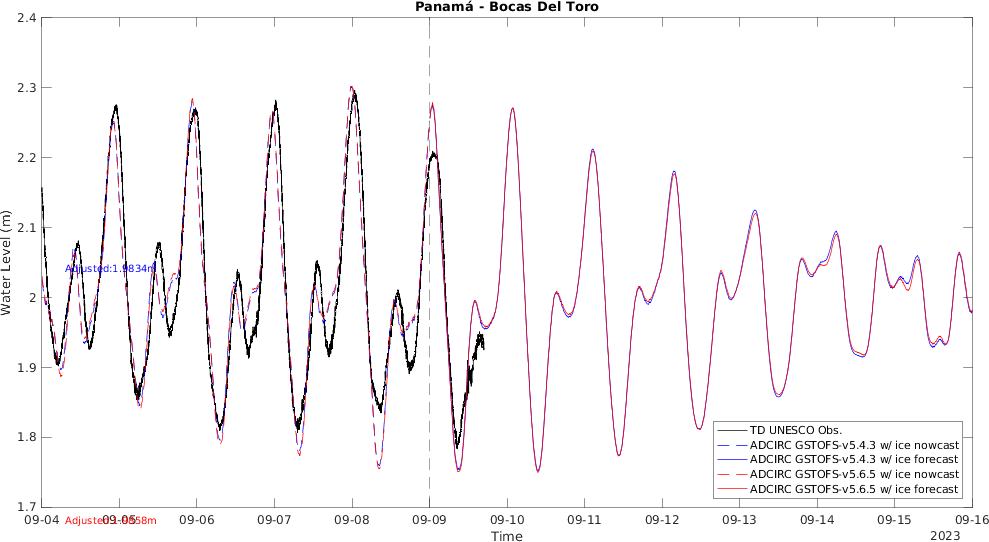 Panamá - Bocas Del Toro
2.4
2.3
2.2
2.1
2
1.9
1.8
1.7
Water Level (m)
Adjusted:1.9834m
TD UNESCO Obs.
ADCIRC GSTOFS-v5.4.3 w/ ice nowcast
ADCIRC GSTOFS-v5.4.3 w/ ice forecast
ADCIRC GSTOFS-v5.6.5 w/ ice nowcast
ADCIRC GSTOFS-v5.6.5 w/ ice forecast
09-04 09-05 09-06 09-07 09-08 09-09 09-10 09-11 09-12 09-13 09-14 09-15 09-16
Time
2023